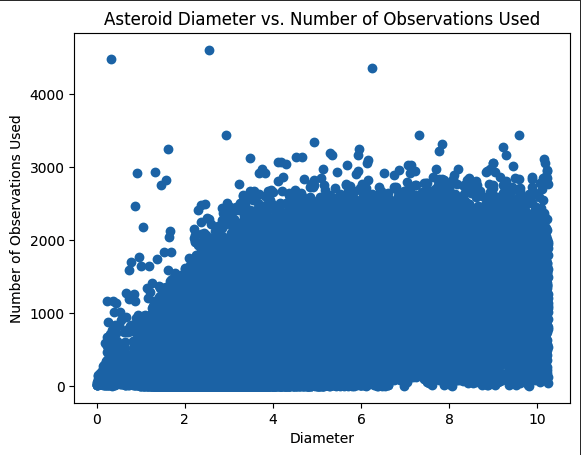 Asteroid Diameter vs. Number of Observations Used
Number of Observations Used
4000
3000
2000
1000
0
0 2 4 6 8 10
Diameter